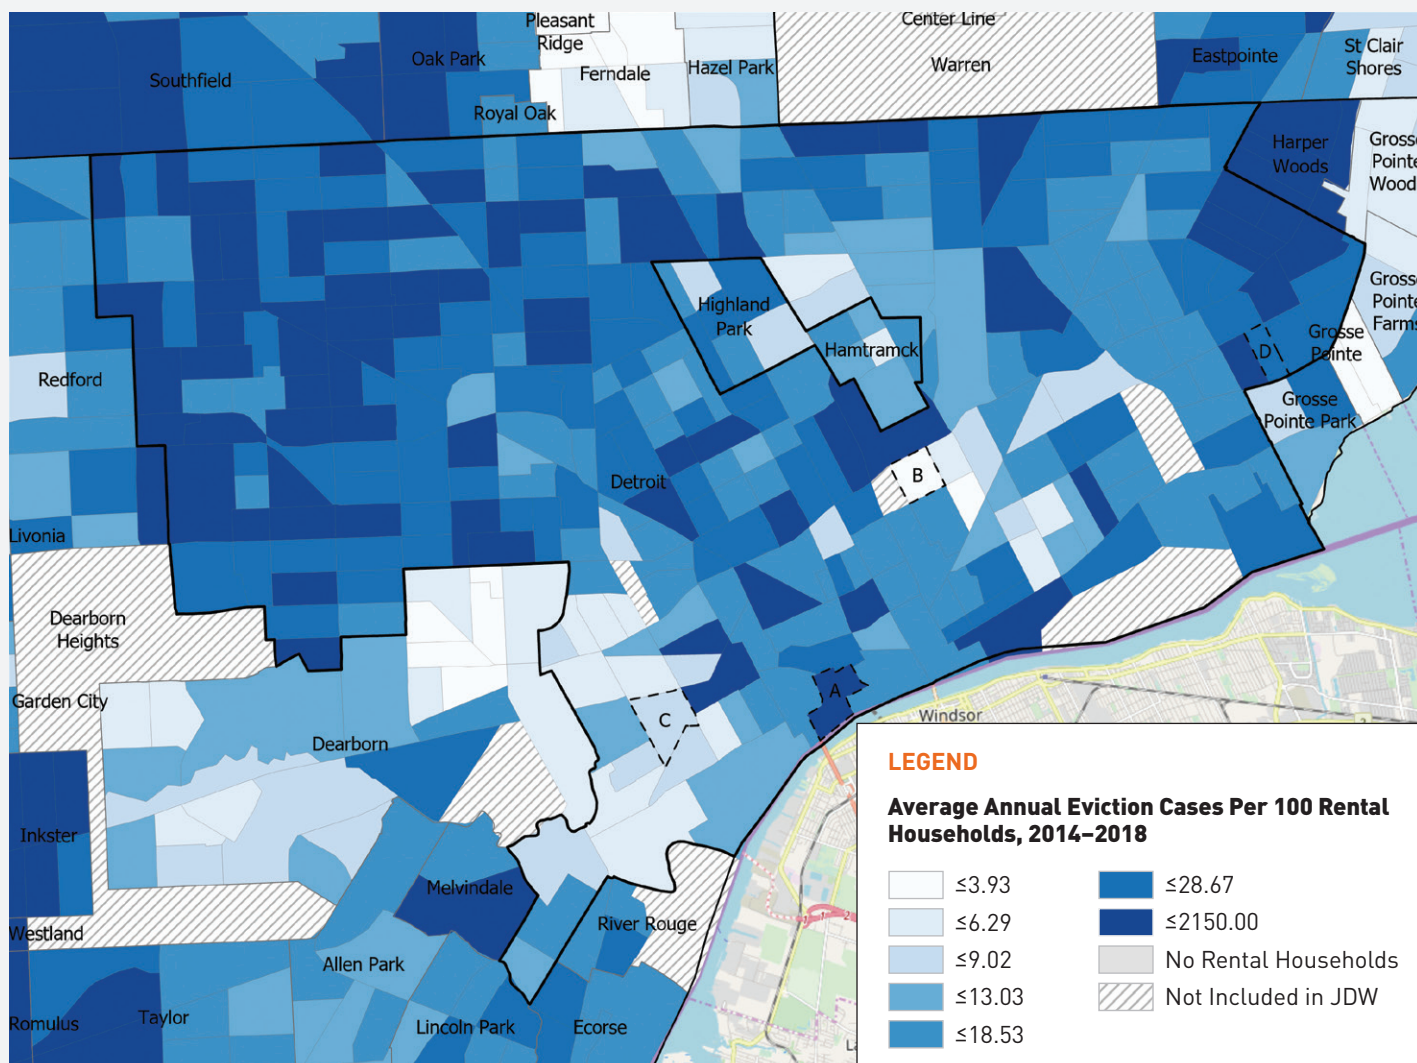 Pleasant
Ridge
Center Line
Southfield
Oak Park
Ferndale
Hazel Park
Warren
Eastpointe
St Clair
Shores
Royal Oak
Harper
Woods
Grosse
Pointe
Wood
Highland
Park
Hamtramck
Grosse
Pointe
Farms
Grosse
Pointe
D
Redford
Grosse
Pointe Park
Detroit
B
Livonia
Dearborn
Heights
Garden City
Dearborn
C
A
Windsor
Inkster
Melvindale
Westland
River Rouge
Allen Park
Romulus
Taylor
Lincoln Park
Ecorse
LEGEND
Average Annual Eviction Cases Per 100 Rental
Households, 2014–2018
≤3.93
≤6.29
≤9.02
≤13.03
≤18.53
≤28.67
≤2150.00
No Rental Households
Not Included in JDW